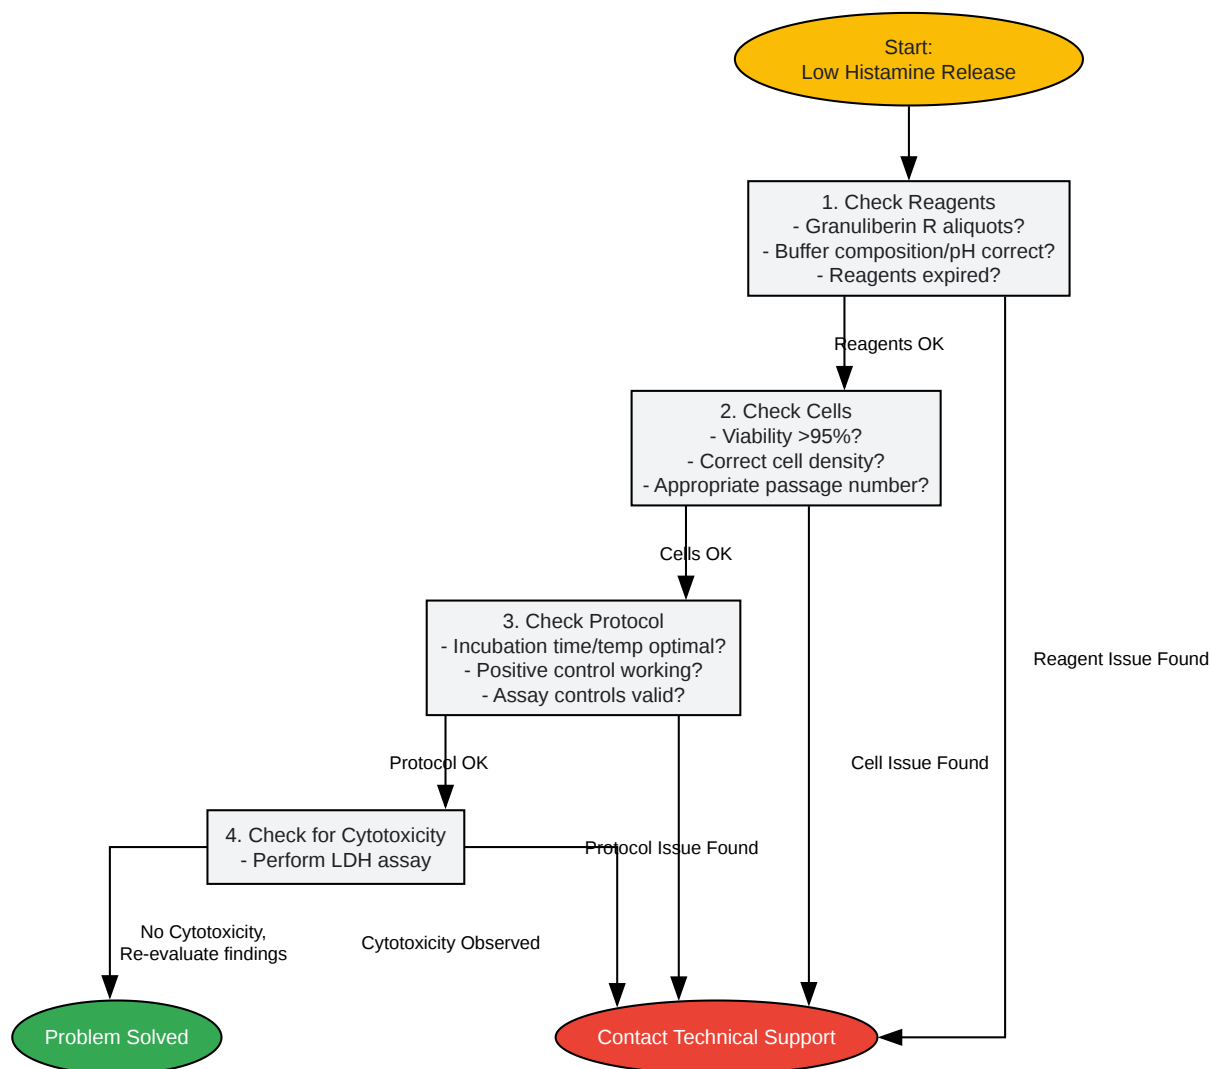 Start:
Low Histamine Release
1. Check Reagents
- Granuliberin R aliquots?
- Buffer composition/pH correct?
- Reagents expired?
Reagents OK
2. Check Cells
- Viability >95%?
- Correct cell density?
- Appropriate passage number?
Cells OK
3. Check Protocol
- Incubation time/temp optimal?
- Positive control working?
- Assay controls valid?
Reagent Issue Found
Protocol OK
Cell Issue Found
4. Check for Cytotoxicity
- Perform LDH assay
Protocol Issue Found
No Cytotoxicity,
Re-evaluate findings
Cytotoxicity Observed
Problem Solved
Contact Technical Support